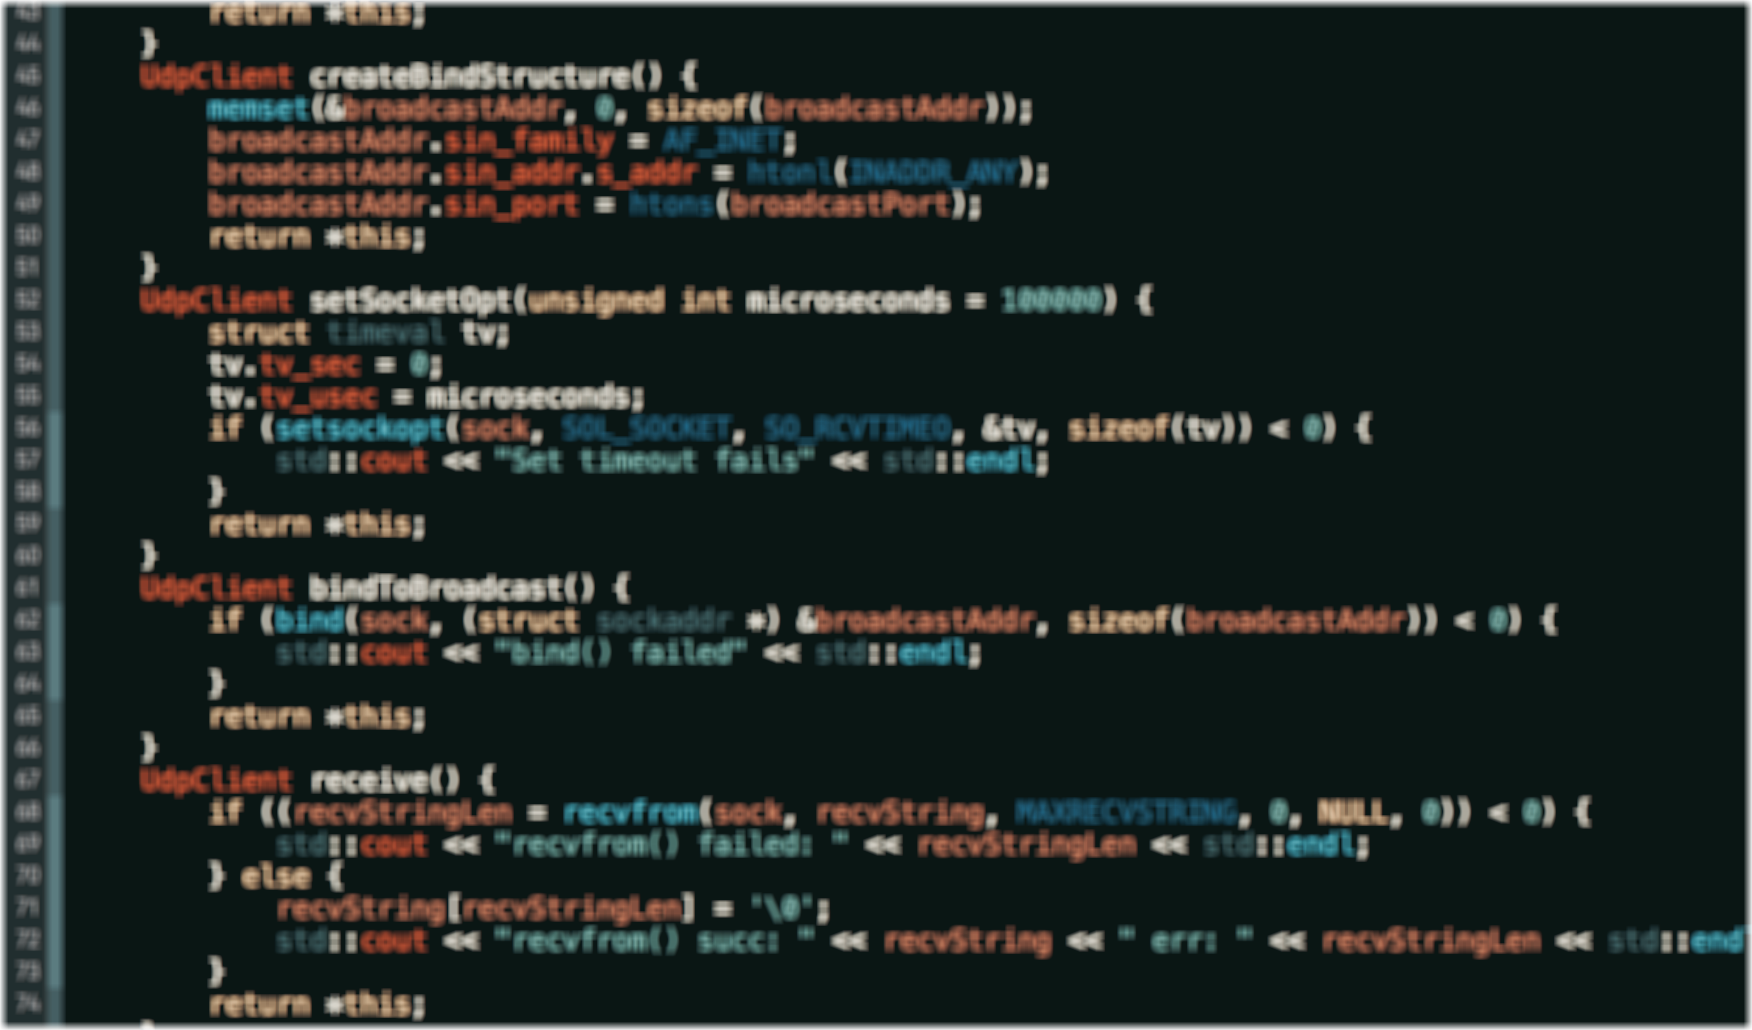 43 return *this;
44 }
45 UdpClient createBindStructure() {
46 memset(&broadcastAddr, 0, sizeof(broadcastAddr));
47 broadcastAddr.sin_family = AF_INET;
48 broadcastAddr.sin_addr.s_addr = htonl(INADDR_ANY);
49 broadcastAddr.sin_port = htons(broadcastPort);
50 return *this;
51 }
52 UdpClient setSocketOpt(unsigned int microseconds = 100000) {
53 struct timeval tv;
54 tv.tv_sec = 0;
55 tv.tv_usec = microseconds;
56 if (setsockopt(sock, SOL_SOCKET, SO_RCVTIMEO, &tv, sizeof(tv)) < 0) {
57 std::cout << "Set timeout fails" << std::endl;
58 }
59 return *this;
60 }
61 UdpClient bindToBroadcast() {
62 if (bind(sock, (struct sockaddr *) &broadcastAddr, sizeof(broadcastAddr)) < 0) {
63 std::cout << "bind() failed" << std::endl;
64 }
65 return *this;
66 }
67 UdpClient receive() {
68 if ((recvStringLen = recvfrom(sock, recvString, MAXRECVSTRING, 0, NULL, 0)) < 0) {
69 std::cout << "recvfrom() failed: " << recvStringLen << std::endl;
70 } else {
71 recvString[recvStringLen] = '\0';
72 std::cout << "recvfrom() succ: " << recvString << " err: " << recvStringLen << std::end
73 }
74 return *this;